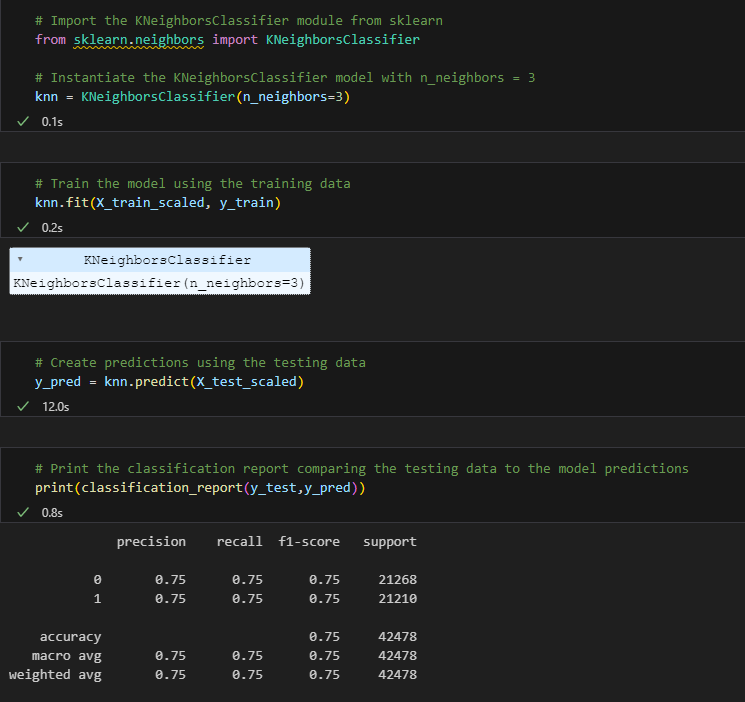 # Import the KNeighborsClassifier module from sklearn
from sklearn.neighbors import KNeighborsClassifier
# Instantiate the KNeighborsClassifier model with n_neighbors = 3
knn = KNeighborsClassifier(n_neighbors=3)
0.1s
# Train the model using the training data
knn.fit(X_train_scaled, y_train)
0.2s
KNeighborsClassifier
KNeighborsClassifier(n_neighbors=3)
# Create predictions using the testing data
y_pred = knn.predict(X_test_scaled)
12.0s
# Print the classification report comparing the testing data to the model predictions
print(classification_report(y_test,y_pred))
0.8s
precision recall f1-score support
0 0.75 0.75 0.75 21268
1 0.75 0.75 0.75 21210
accuracy 0.75 42478
macro avg 0.75 0.75 0.75 42478
weighted avg 0.75 0.75 0.75 42478